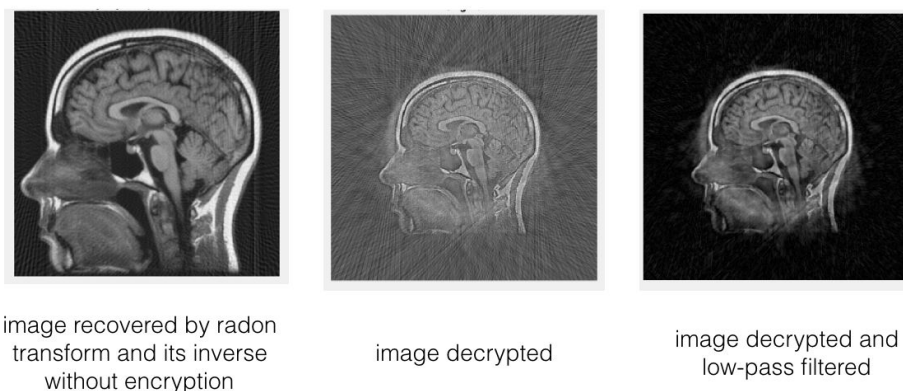 image recovered by radon
transform and its inverse
without encryption
image decrypted
image decrypted and
low-pass filtered